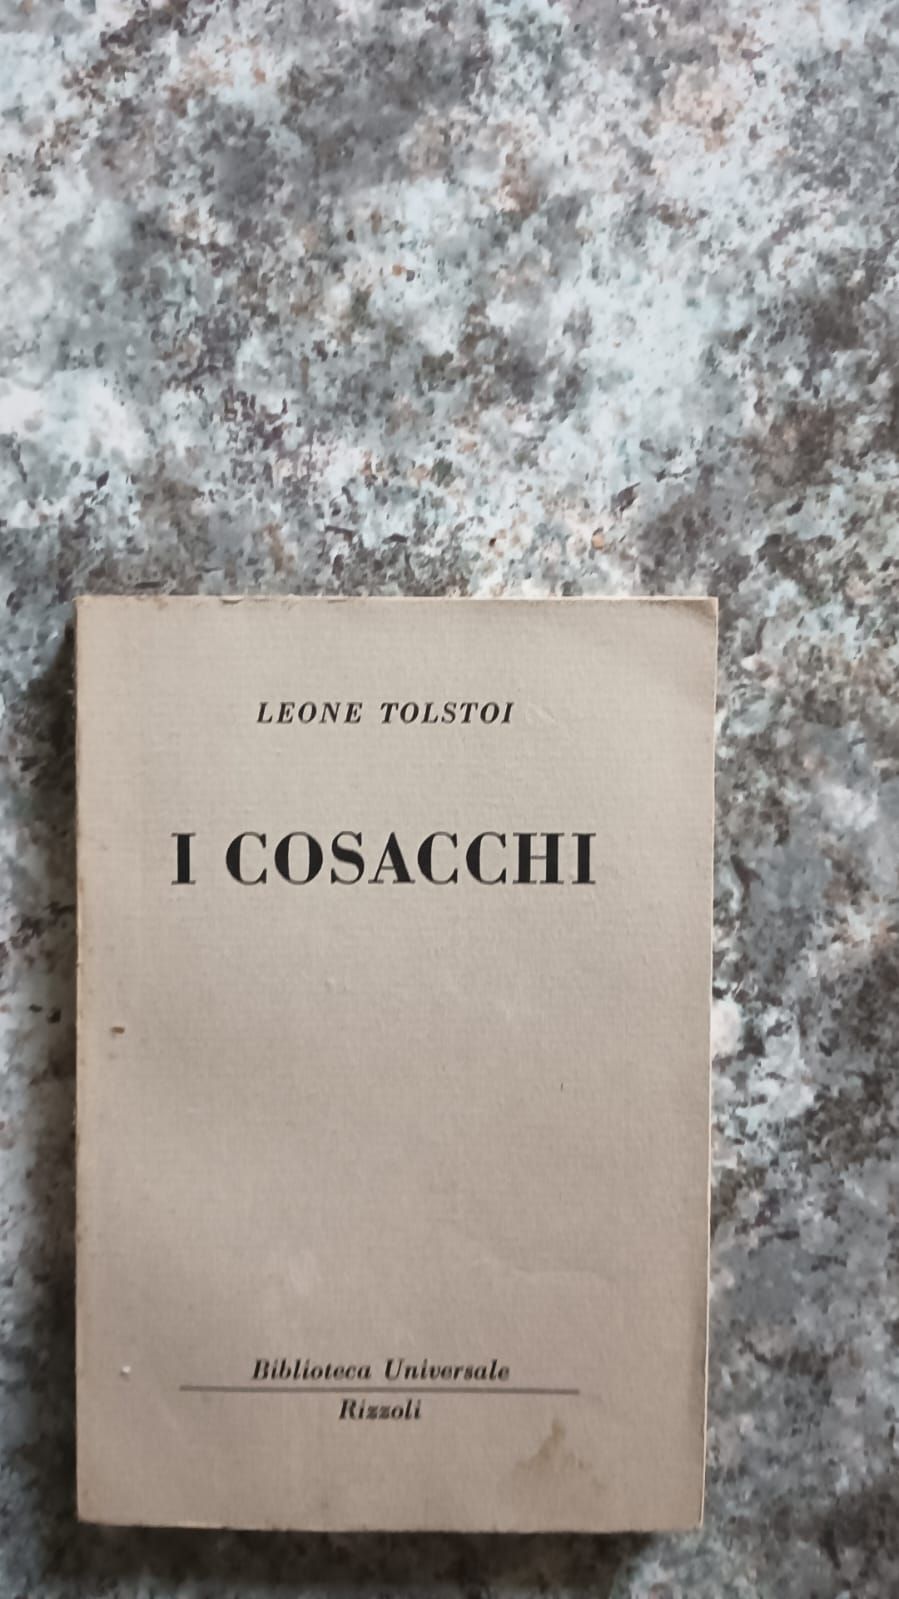 LEONE TOLSTOI
I COSACCHI
Biblioteca Universale
Rizzoli